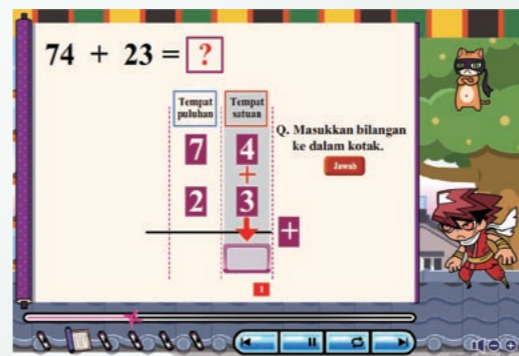 74 + 23 = ?
Tempat puluhan
Tempat satuan
7 4
+
2 3
+
Q. Masukkan bilangan
ke dalam kotak.
Jawab
1